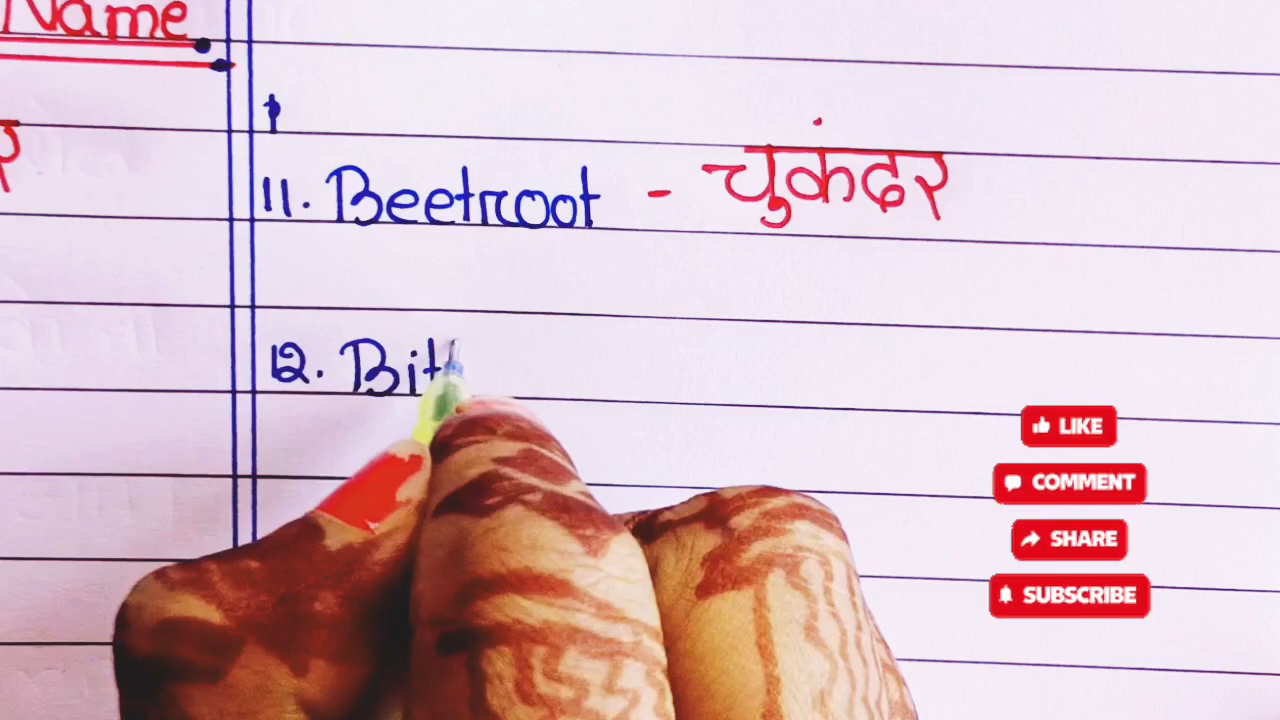 Name
र
11. Beetroot - चुकंदर
12. Bit
LIKE
COMMENT
SHARE
SUBSCRIBE